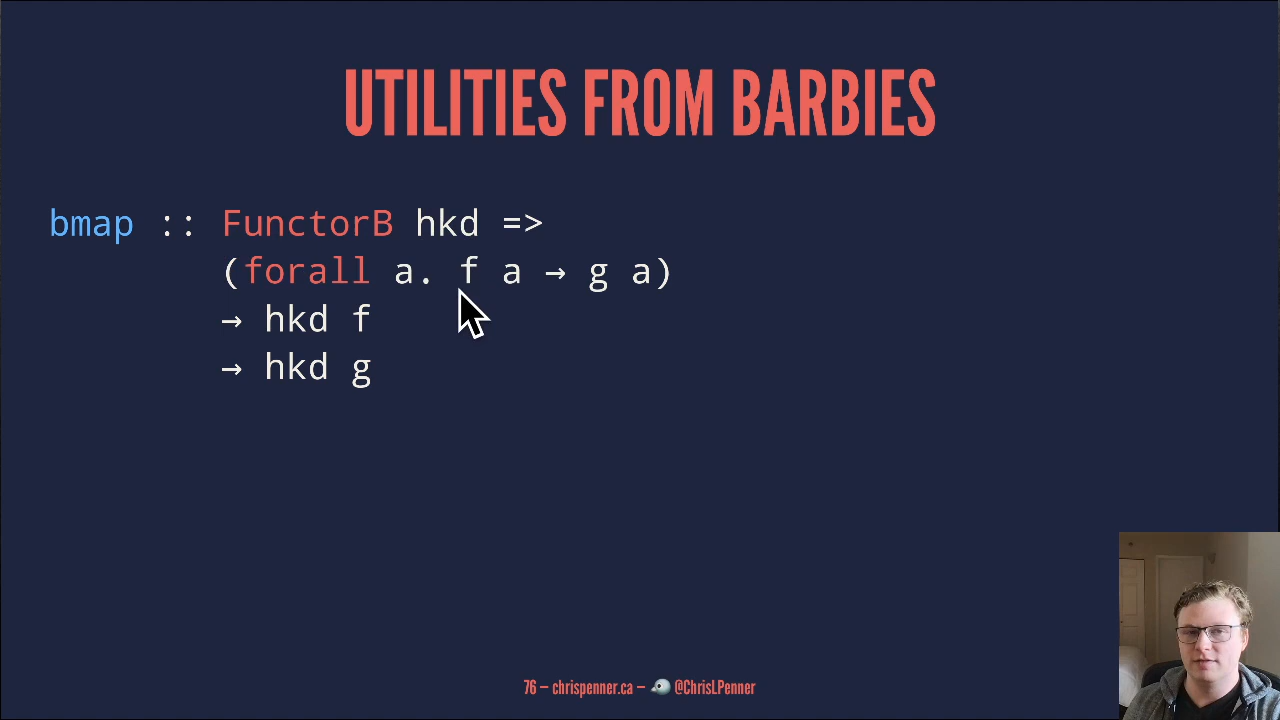 UTILITIES FROM BARBIES
bmap :: FunctorB hkd =>
(forall a. f a → g a)
→ hkd f
→ hkd g
76 – chrispenner.ca – @ChrisLPenner